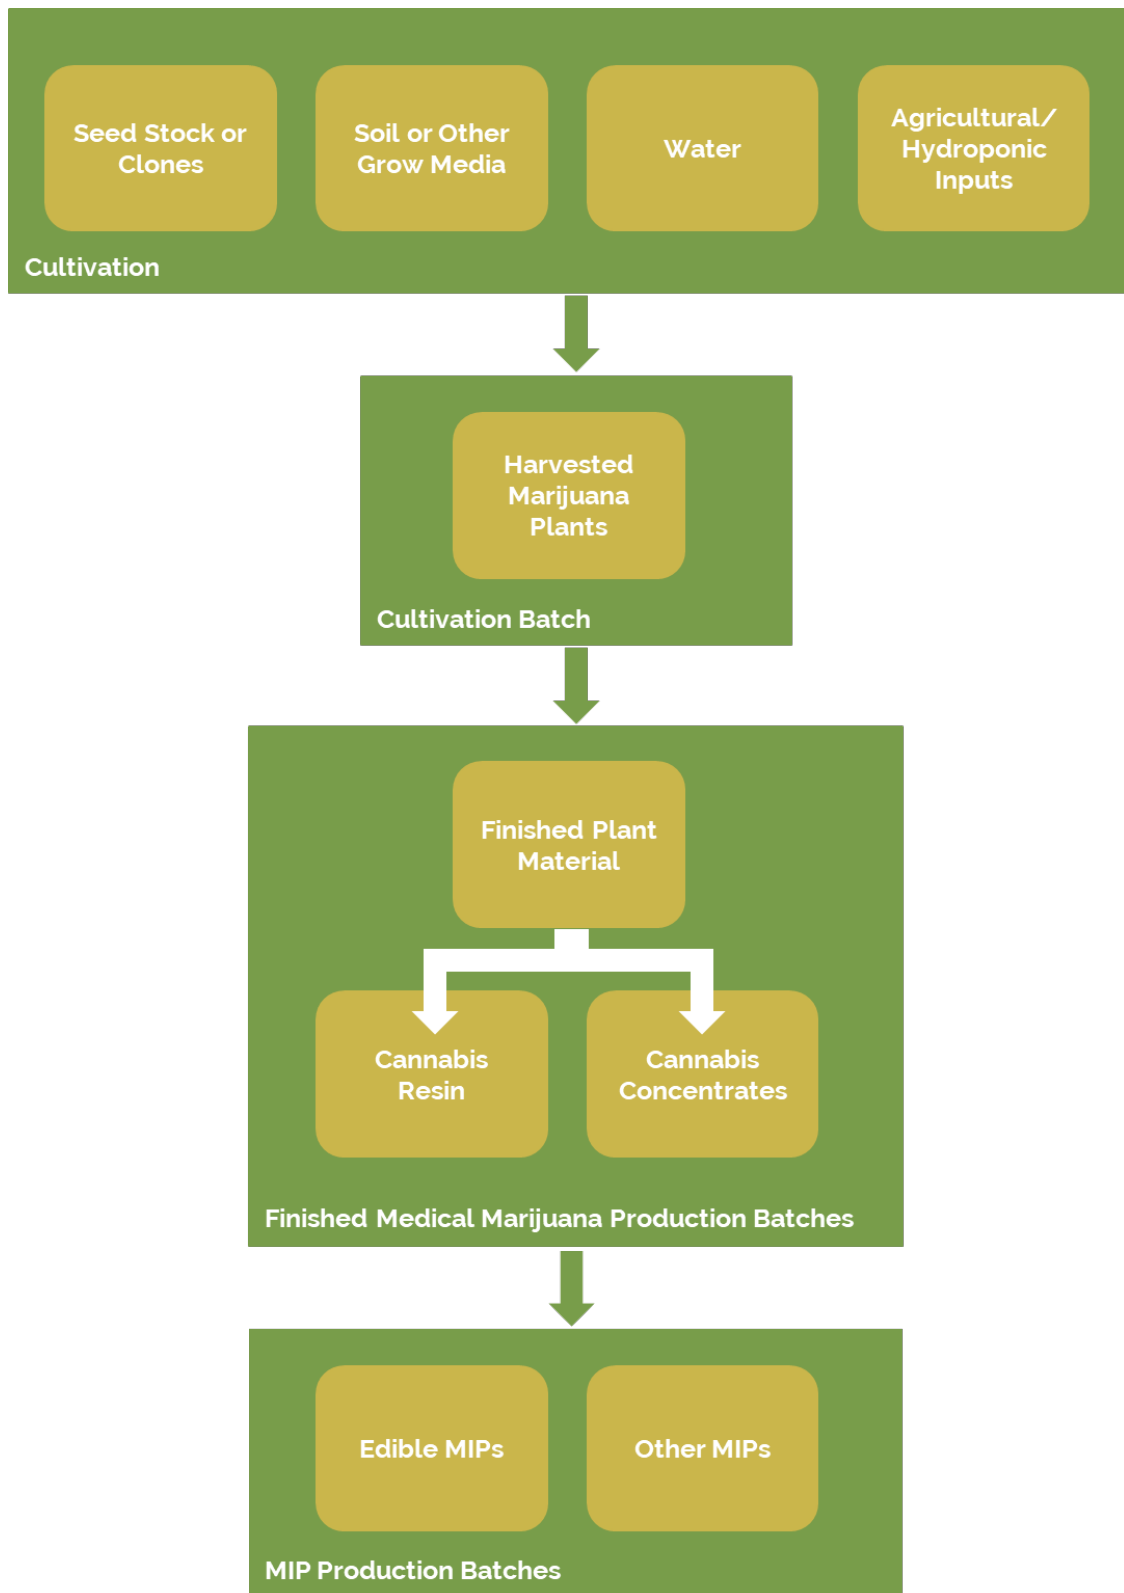 Seed Stock or
Clones
Soil or Other
Grow Media
Water
Agricultural/
Hydroponic
Inputs
Cultivation
Harvested
Marijuana
Plants
Cultivation Batch
Finished Plant
Material
Cannabis
Resin
Cannabis
Concentrates
Finished Medical Marijuana Production Batches
Edible MIPs
Other MIPs
MIP Production Batches